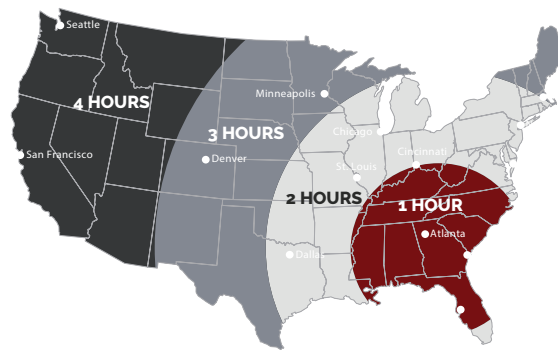 Seattle
4 HOURS
Minneapolis
3 HOURS
Chicago
San Francisco
Denver
Cincinnati
St. Louis
2 HOURS
1 HOUR
Atlanta
Dallas